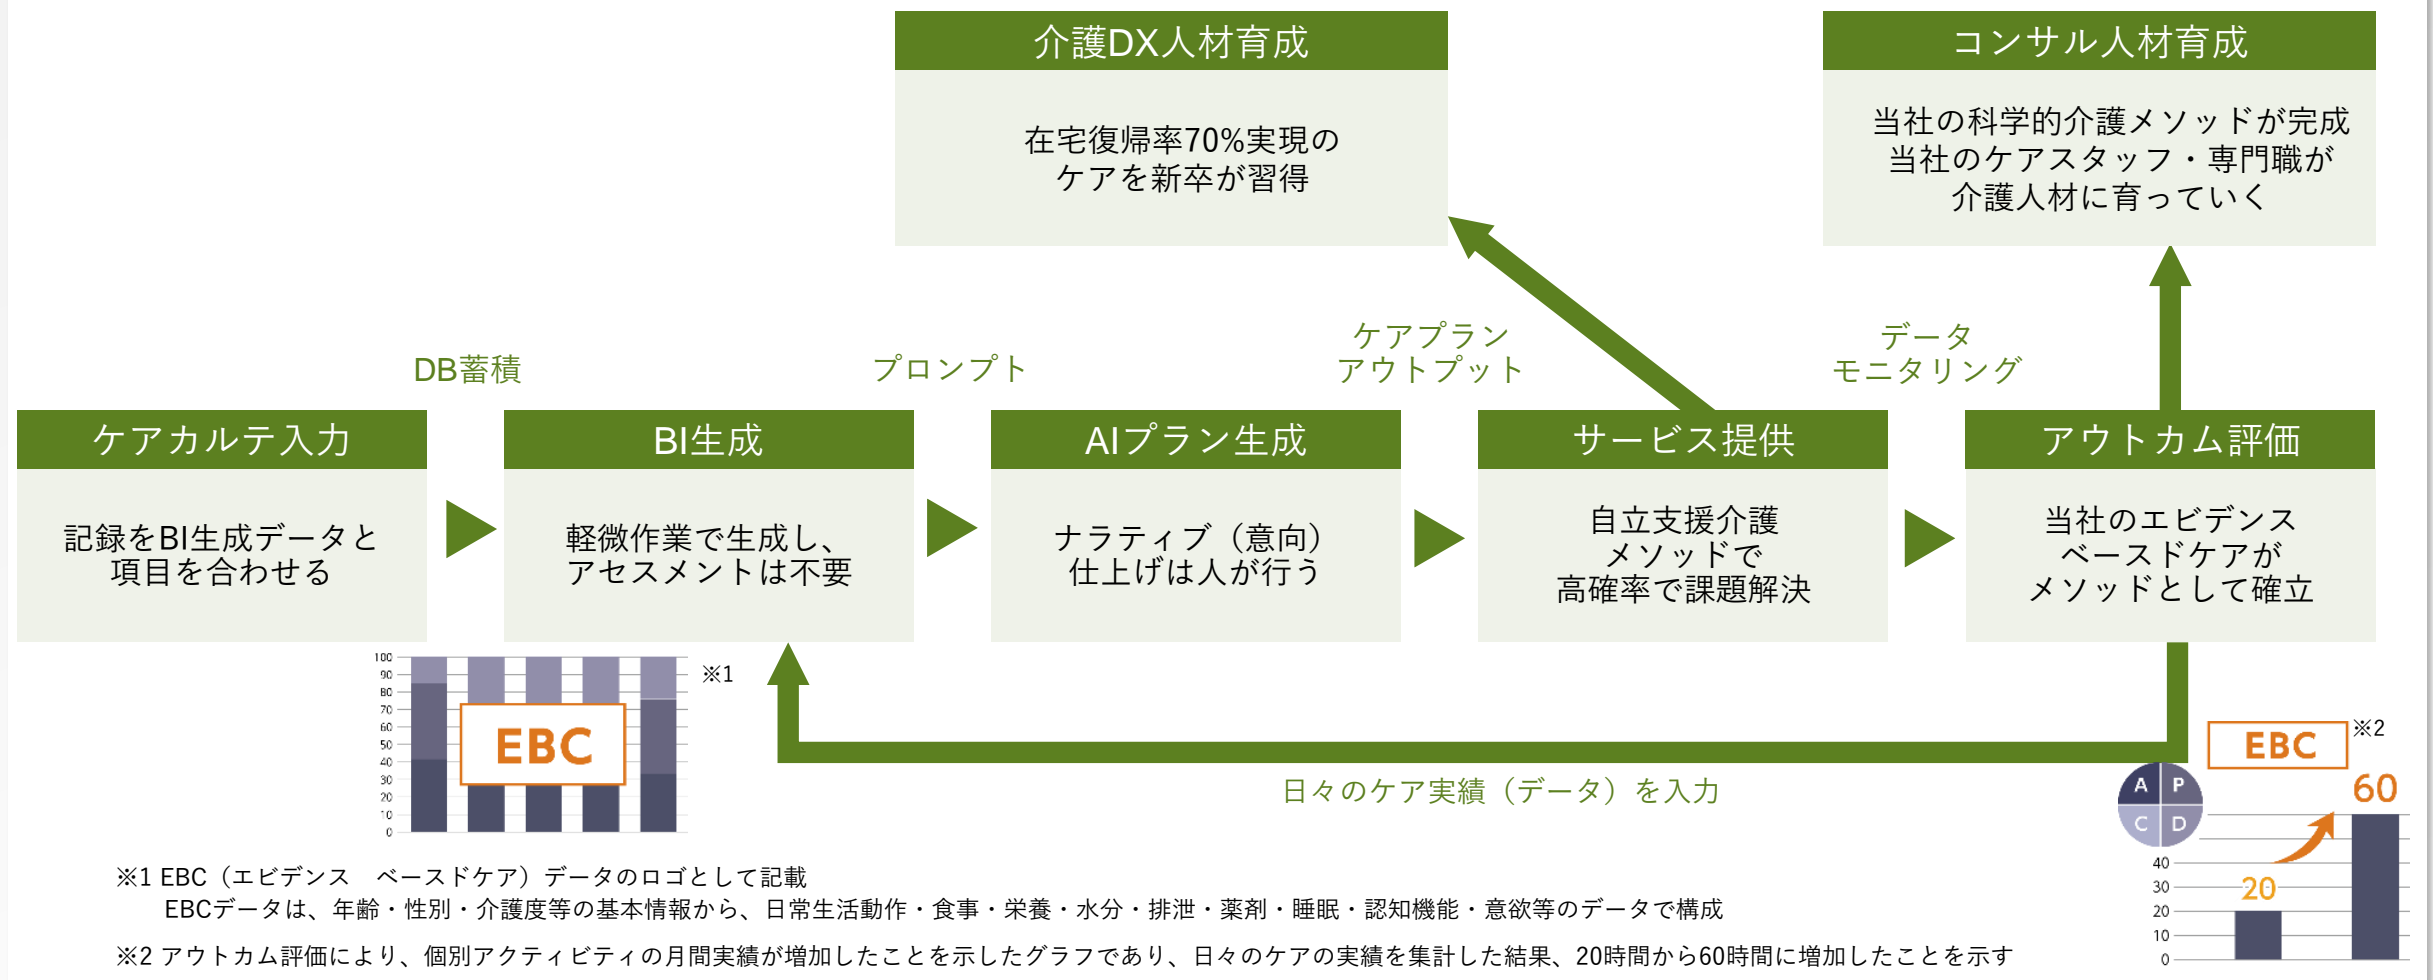 介護DX人材育成
在宅復帰率70%実現の
ケアを新卒が習得
コンサル人材育成
当社の科学的介護メソッドが完成
当社のケアスタッフ・専門職が
介護人材に育っていく
DB蓄積
プロンプト
ケアプラン
アウトプット
データ
モニタリング
ケアカルテ入力
記録をBI生成データと
項目を合わせる
BI生成
軽微作業で生成し、
アセスメントは不要
AIプラン生成
ナラティブ（意向）
仕上げは人が行う
サービス提供
自立支援介護
メソッドで
高確率で課題解決
アウトカム評価
当社のエビデンス
ベースドケアが
メソッドとして確立
100
90
80
70
60
50
40
30
20
10
0
EBC
※1
日々のケア実績（データ）を入力
EBC
※2
A P
C D
60
20
40
30
20
10
0
※1 EBC（エビデンス　ベースドケア）データのロゴとして記載
EBCデータは、年齢・性別・介護度等の基本情報から、日常生活動作・食事・栄養・水分・排泄・薬剤・睡眠・認知機能・意欲等のデータで構成
※2 アウトカム評価により、個別アクティビティの月間実績が増加したことを示したグラフであり、日々のケアの実績を集計した結果、20時間から60時間に増加したことを示す